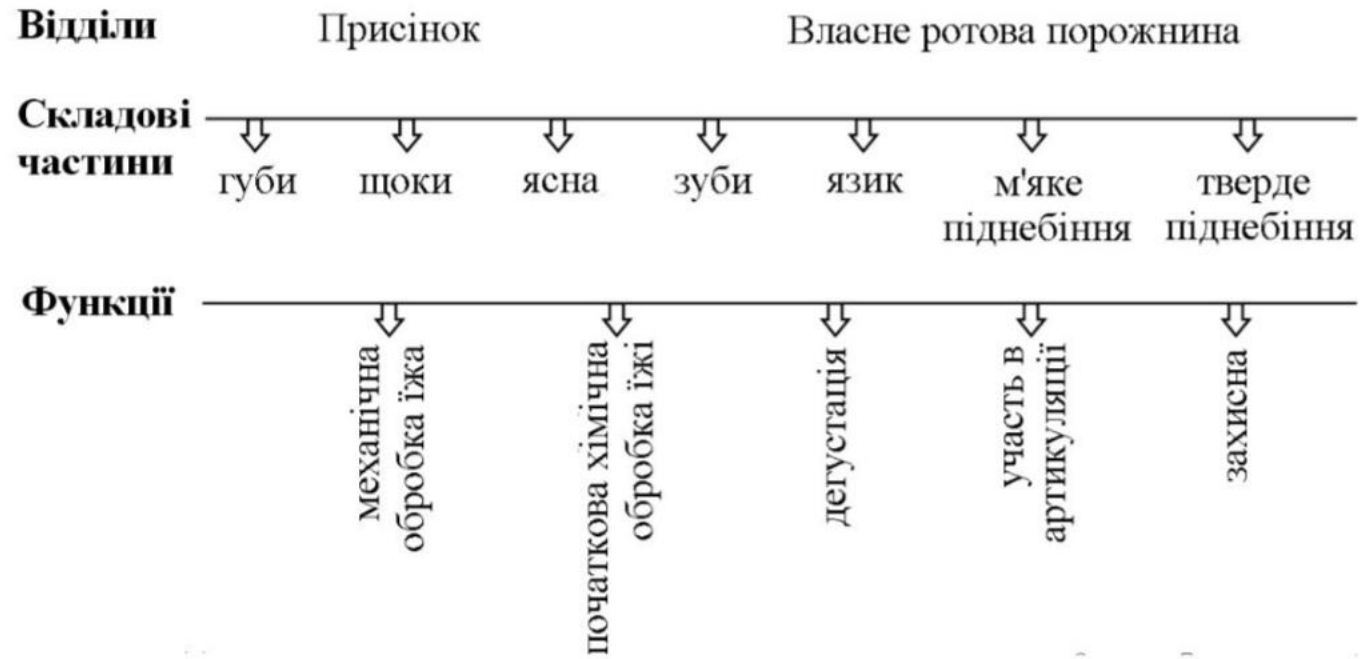 Відділи
Присінок
Власне ротова порожнина
Складові
частини
губи
щоки
ясна
зуби
язик
м'яке
піднебіння
тверде
піднебіння
Функції
механічна
обробка їжа
початкова хімічна
обробка їжі
дегустація
участь в
артикуляції
захисна